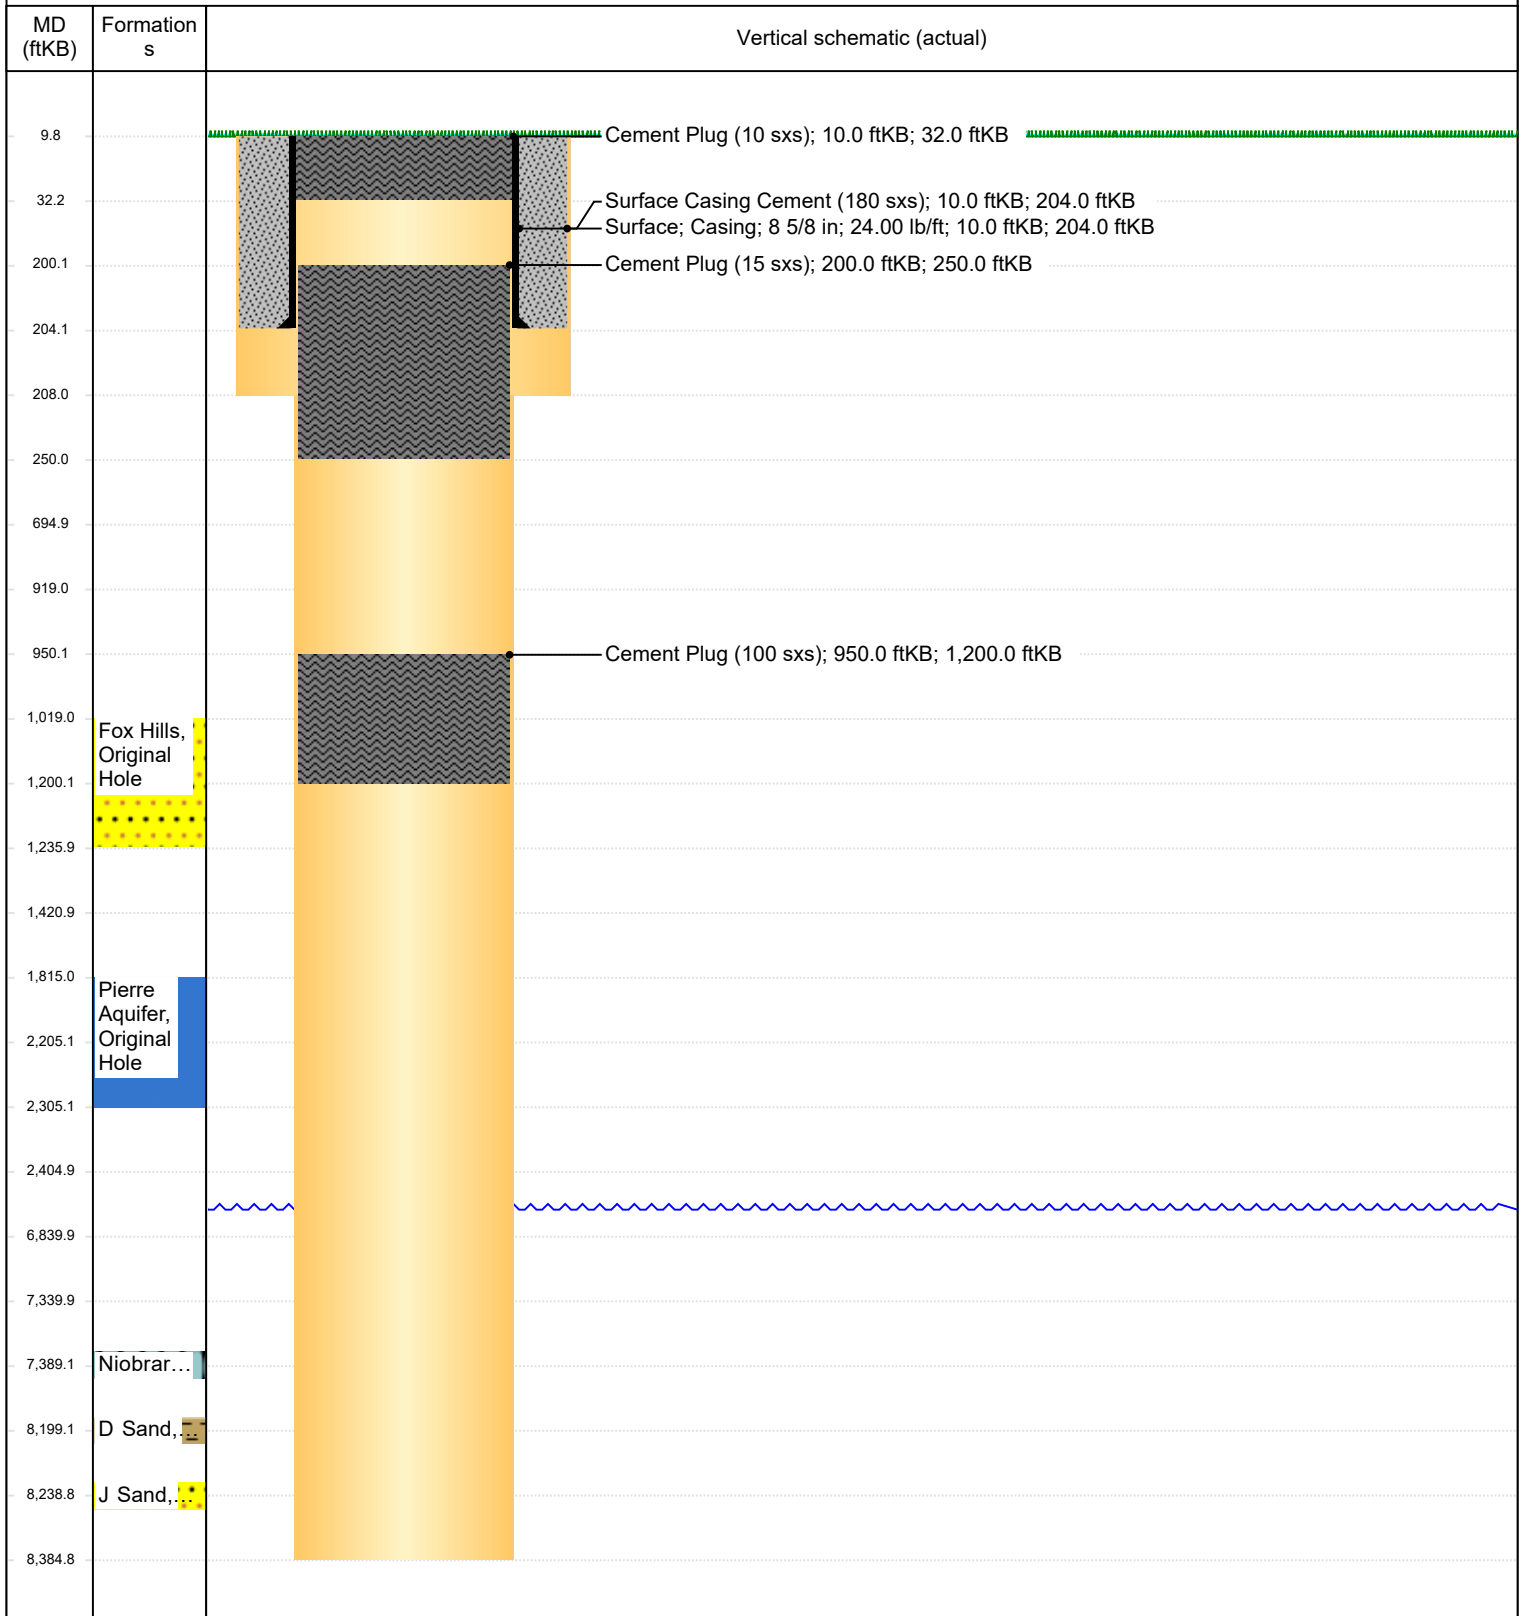 MD
(ftKB)
Formation
s
Vertical schematic (actual)
9.8
Cement Plug (10 sxs); 10.0 ftKB; 32.0 ftKB
32.2
Surface Casing Cement (180 sxs); 10.0 ftKB; 204.0 ftKB
Surface; Casing; 8 5/8 in; 24.00 lb/ft; 10.0 ftKB; 204.0 ftKB
200.1
Cement Plug (15 sxs); 200.0 ftKB; 250.0 ftKB
204.1
208.0
250.0
694.9
919.0
950.1
Cement Plug (100 sxs); 950.0 ftKB; 1,200.0 ftKB
1,019.0
Fox Hills,
Original
Hole
1,200.1
1,235.9
1,420.9
1,815.0
Pierre
Aquifer,
Original
Hole
2,205.1
2,305.1
2,404.9
6,839.9
7,339.9
7,389.1
Niobrar...
8,199.1
D Sand,...
8,238.8
J Sand,...
8,384.8